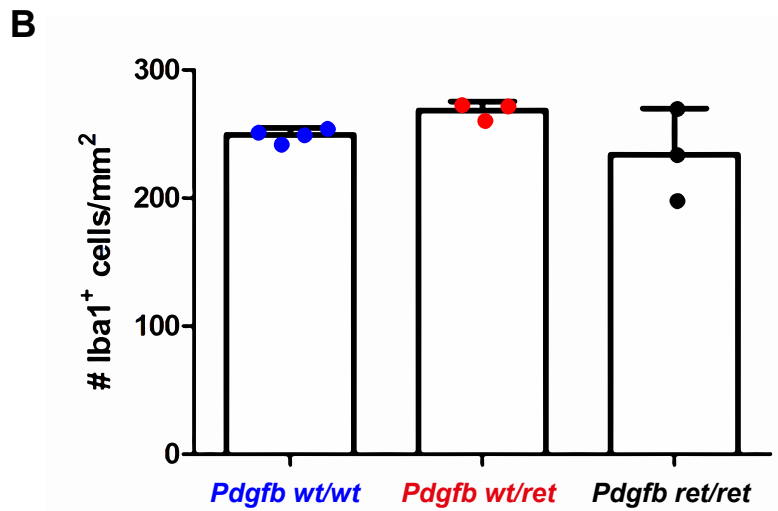 B
300
200
100
0
# Iba1⁺ cells/mm²
Pdgfb wt/wt
Pdgfb wt/ret
Pdgfb ret/ret